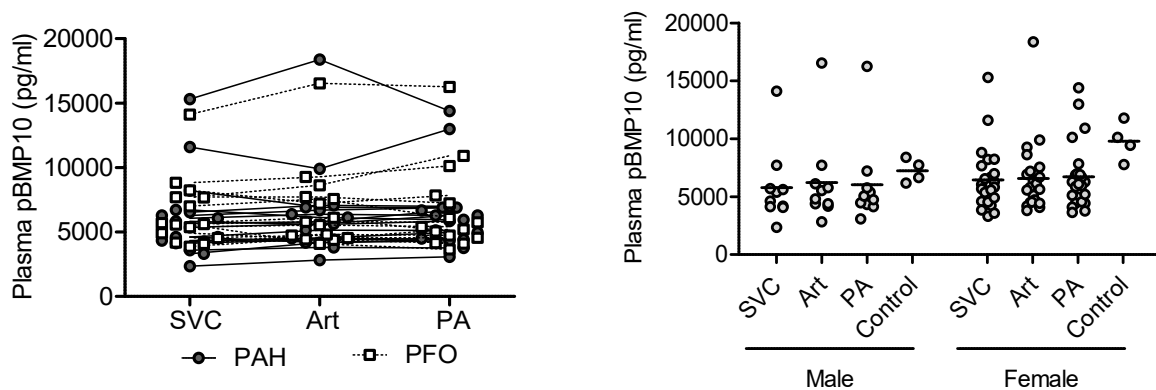 Plasma pBMP10 (pg/ml)
20000
15000
10000
5000
0
SVC Art PA
PAH PFO
Plasma pBMP10 (pg/ml)
20000
15000
10000
5000
0
SVC Art PA Control SVC Art PA Control
Male Female